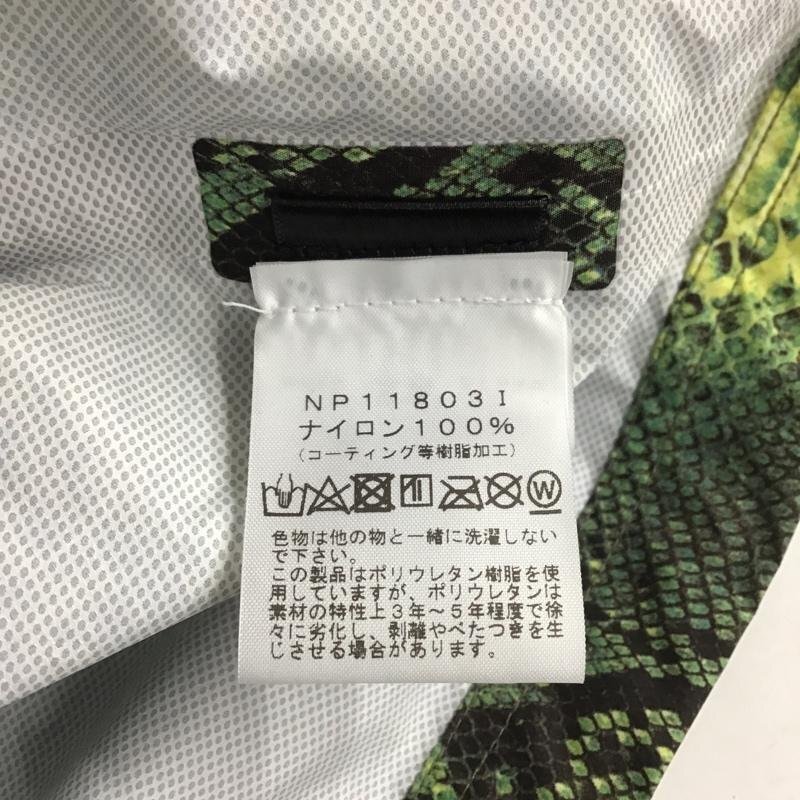 NP11803I
ナイロン100%
(コーティング等樹脂加工)
W
色物は他の物と一緒に洗濯しない
で下さい。
この製品はポリウレタン樹脂を使
用していますが、ポリウレタンは
素材の特性上3年〜5年程度で徐
々に劣化し、剥離やべたつきを生
じさせる場合があります。